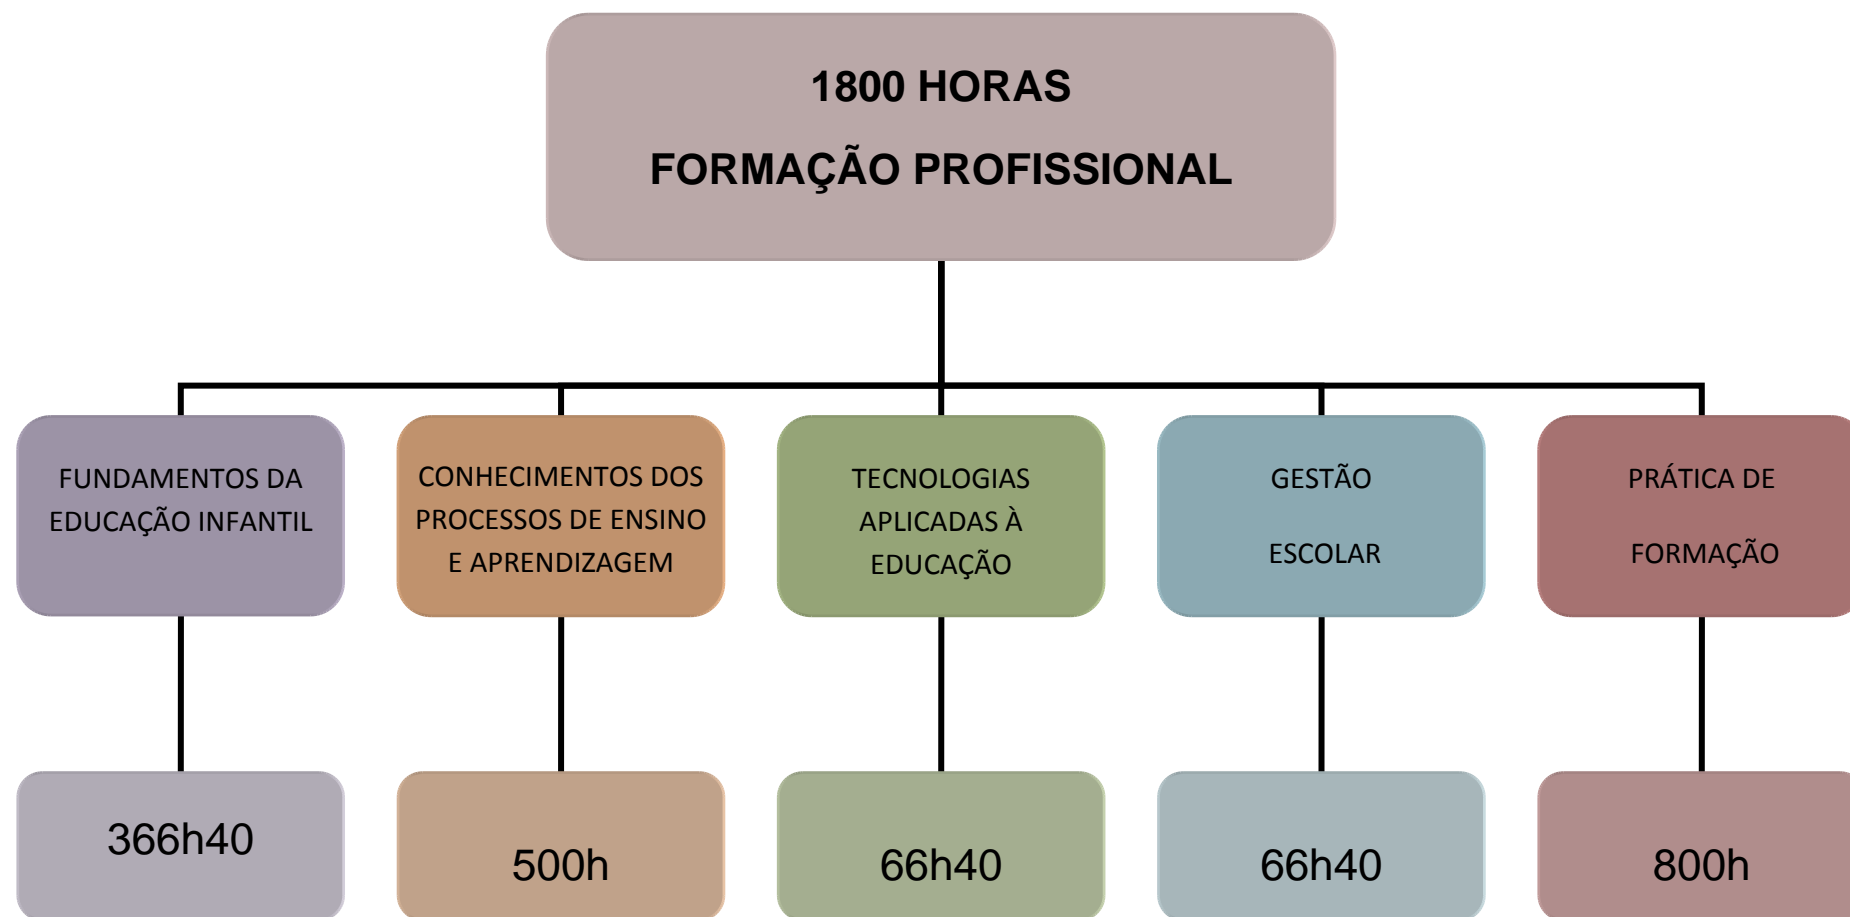 1800 HORAS
FORMAÇÃO PROFISSIONAL
FUNDAMENTOS DA
EDUCAÇÃO INFANTIL
CONHECIMENTOS DOS
PROCESSOS DE ENSINO
E APRENDIZAGEM
TECNOLOGIAS
APLICADAS À
EDUCAÇÃO
GESTÃO
ESCOLAR
PRÁTICA DE
FORMAÇÃO
366h40
500h
66h40
66h40
800h